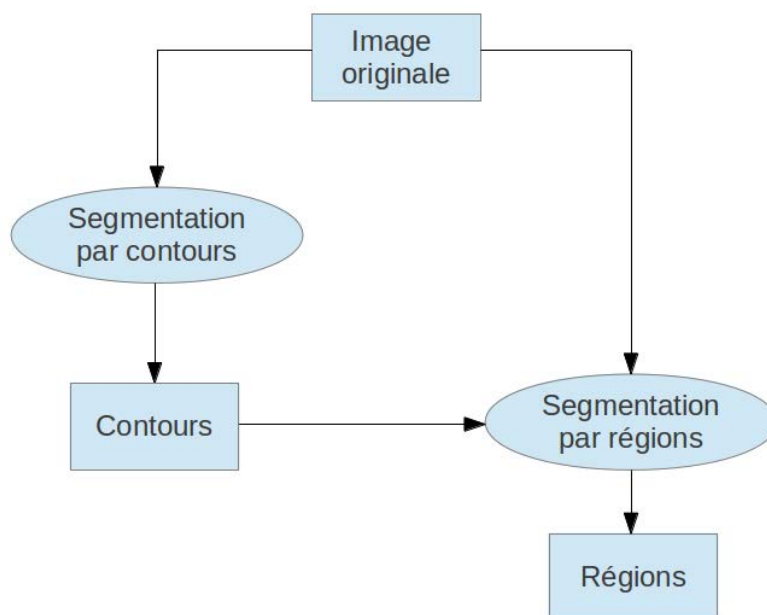 Image
originale
Segmentation
par contours
Contours
Segmentation
par régions
Régions